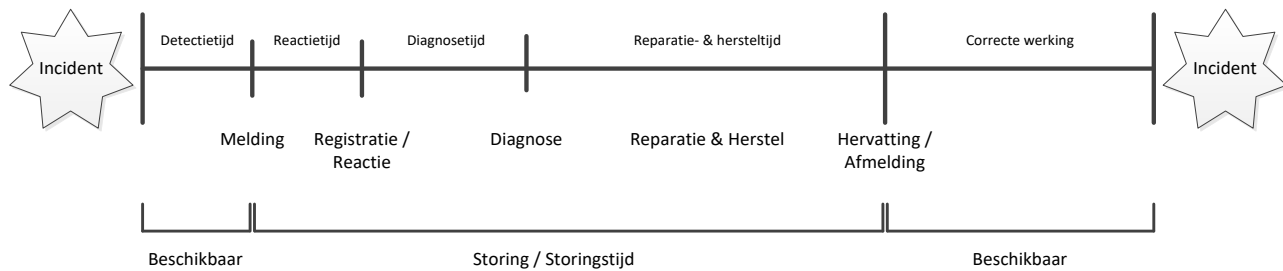 Detectietijd
Reactietijd
Diagnosetijd
Reparatie- & hersteltijd
Correcte werking
Incident
Incident
Melding
Registratie /
Reactie
Diagnose
Reparatie & Herstel
Hervatting /
Afmelding
Beschikbaar
Storing / Storingstijd
Beschikbaar